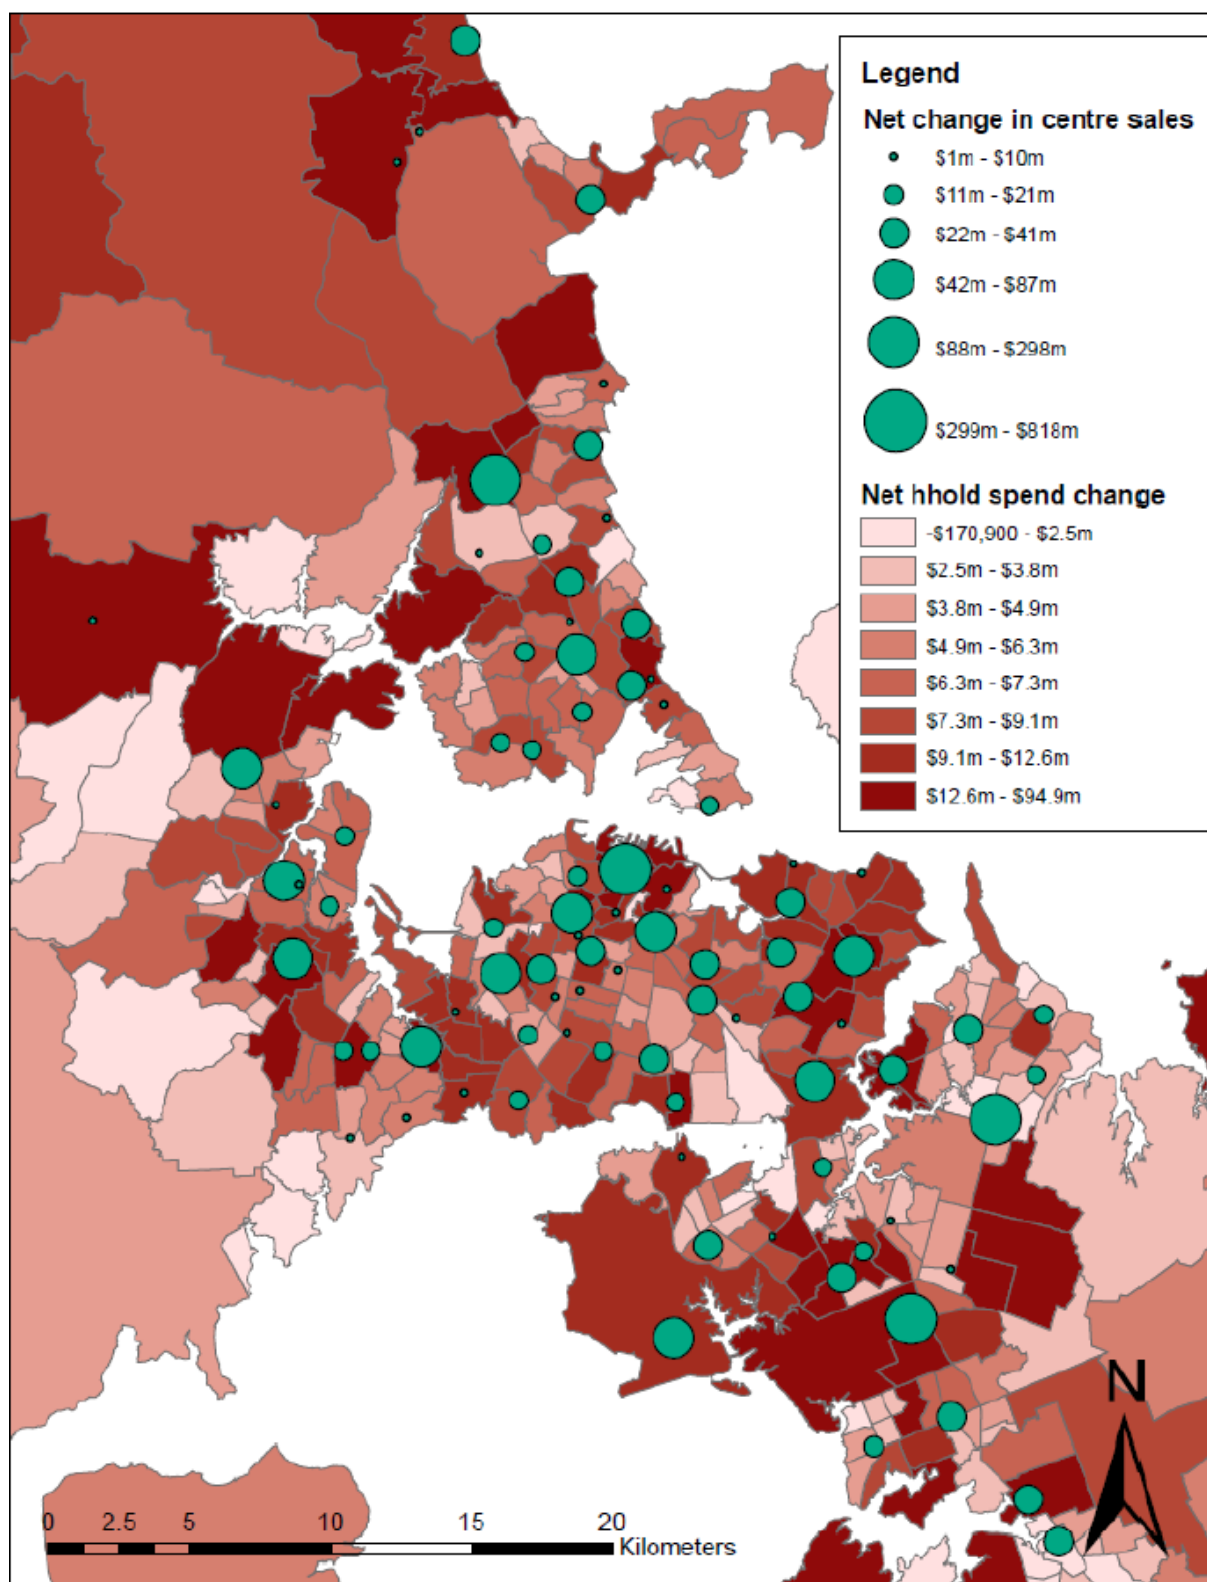 Legend
Net change in centre sales
$1m - $10m
$11m - $21m
$22m - $41m
$42m - $87m
$88m - $298m
$299m - $818m
Net hhold spend change
-$170,900 - $2.5m
$2.5m - $3.8m
$3.8m - $4.9m
$4.9m - $6.3m
$6.3m - $7.3m
$7.3m - $9.1m
$9.1m - $12.6m
$12.6m - $94.9m
N
0 2.5 5 10 15 20
Kilometers